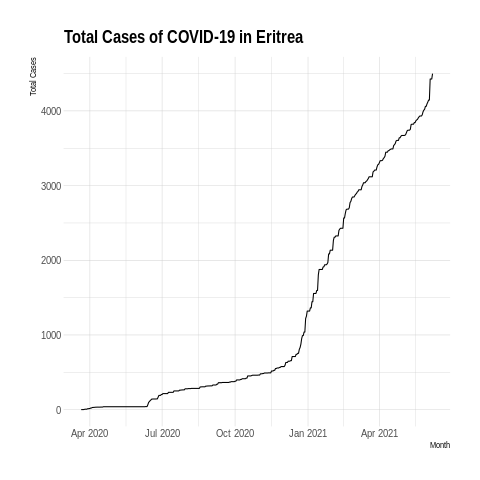 Total Cases of COVID-19 in Eritrea
Total Cases
4000
3000
2000
1000
0
Apr 2020 Jul 2020 Oct 2020 Jan 2021 Apr 2021
Month